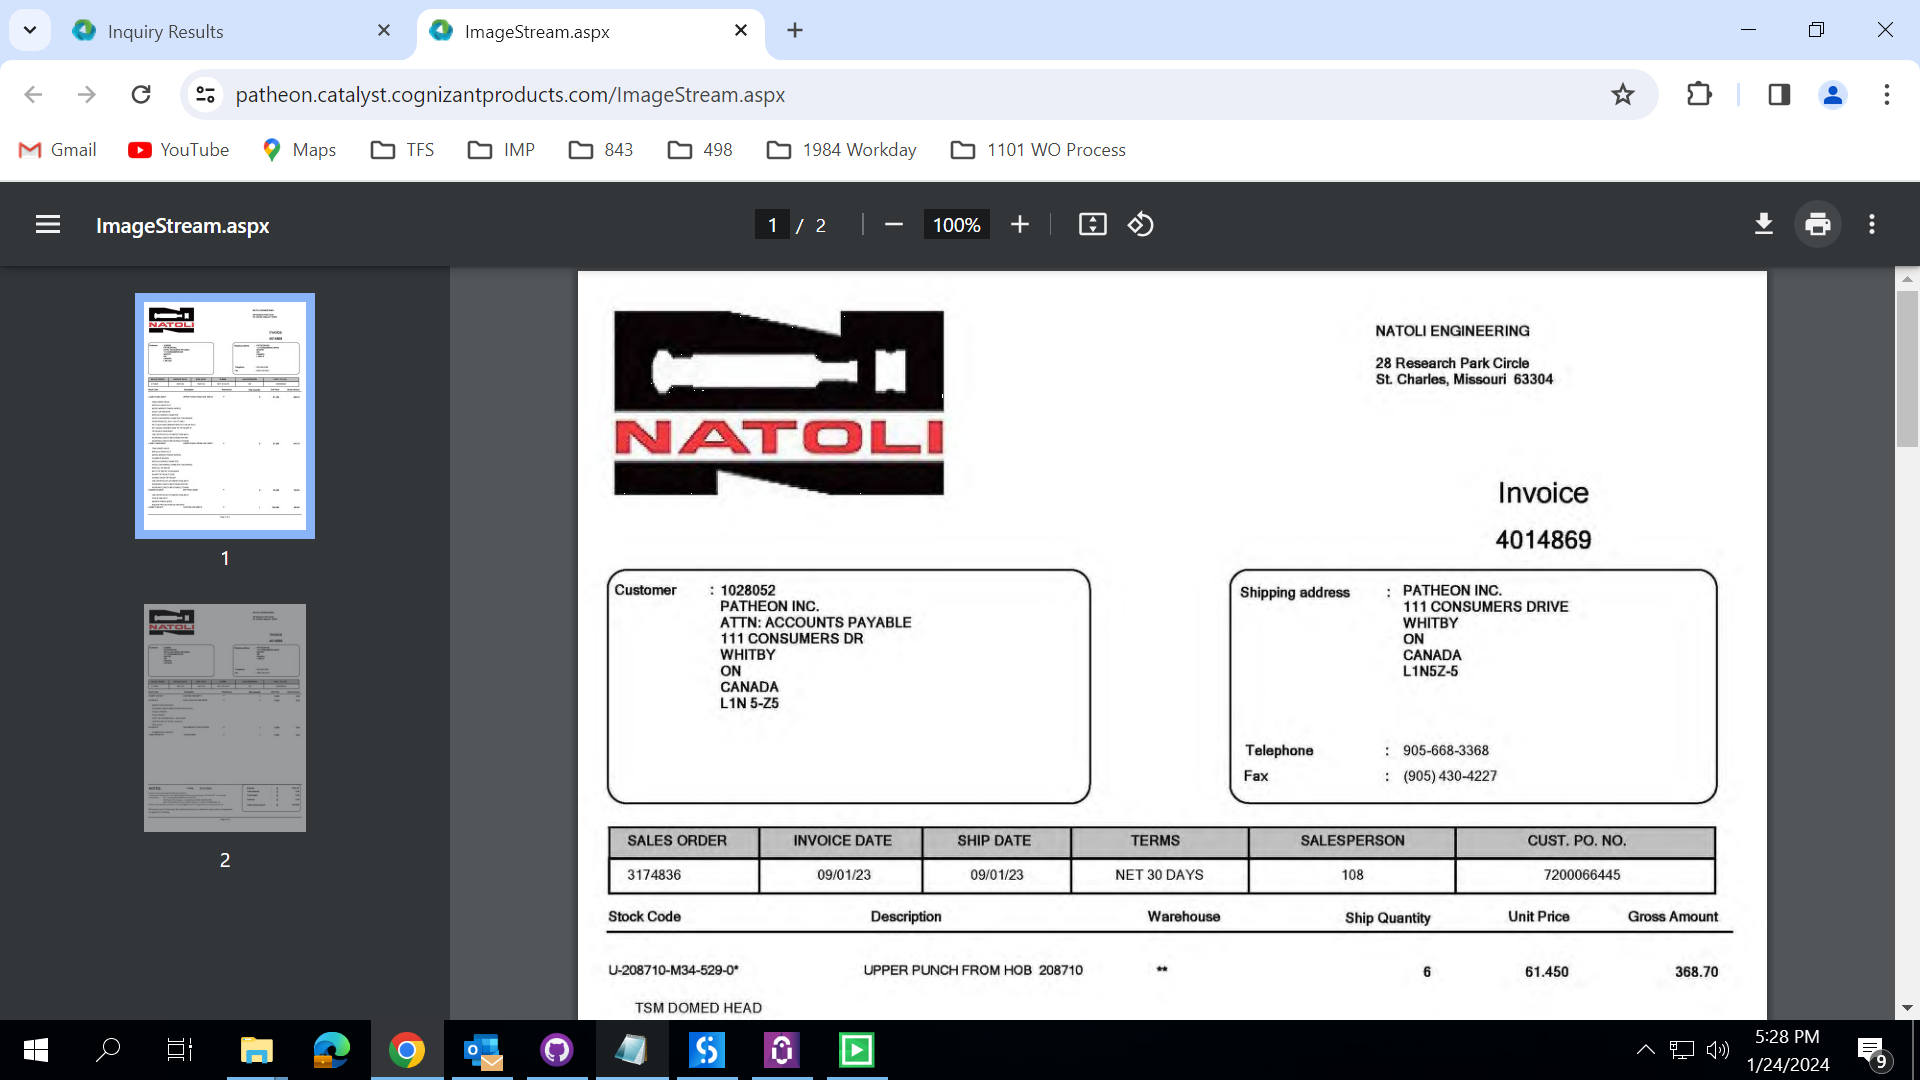 Inquiry Results
ImageStream.aspx
patheon.catalyst.cognizantproducts.com/ImageStream.aspx
Gmail YouTube Maps TFS IMP 843 498 1984 Workday 1101 WO Process
ImageStream.aspx
1 / 2
100%
NATOLI
NATOLI ENGINEERING
28 Research Park Circle
St. Charles, Missouri 63304
Invoice
4014869
Customer : 1028052
PATHEON INC.
ATTN: ACCOUNTS PAYABLE
111 CONSUMERS DR
WHITBY
ON
CANADA
L1N 5-Z5
Shipping address : PATHEON INC.
111 CONSUMERS DRIVE
WHITBY
ON
CANADA
L1N5Z-5
Telephone : 905-668-3368
Fax : (905) 430-4227
SALES ORDER INVOICE DATE SHIP DATE TERMS SALESPERSON CUST. PO. NO.
3174836 09/01/23 09/01/23 NET 30 DAYS 108 7200066445
Stock Code Description Warehouse Ship Quantity Unit Price Gross Amount
U-208710-M34-529-0* UPPER PUNCH FROM HOB 208710 ** 6 61.450 368.70
TSM DOMED HEAD
NATOLI
1
NATOLI
2
5:28 PM
1/24/2024
9